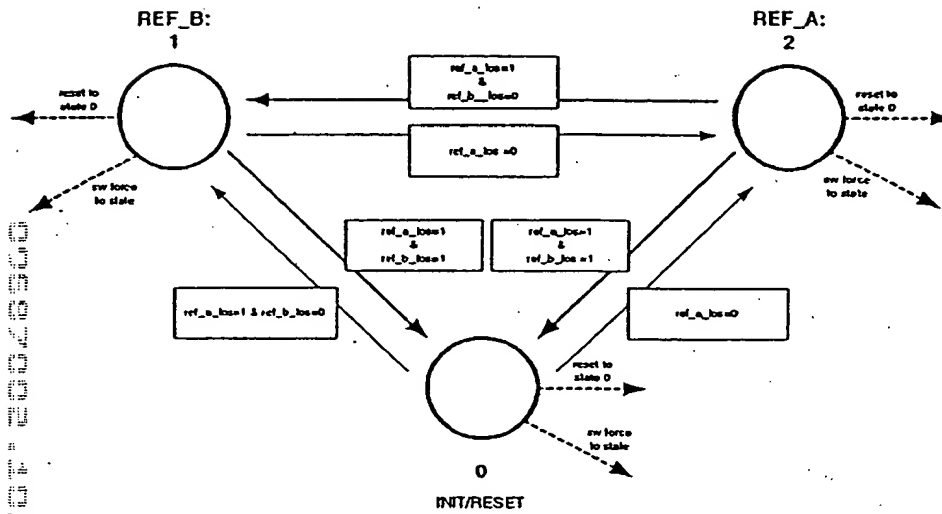 REF_B:
1
REF_A:
2
ref_a_los=1
&
ref_b__los=0
ref_a_los =0
reset to
state 0
sw force
to state
reset to
state 0
sw force
to state
ref_a_los=1
&
ref_b_los=1
ref_a_los=1
&
ref_b_los =1
ref_a_los=1 & ref_b_los=0
ref_a_los=0
reset to
state 0
sw force
to state
0
INIT/RESET